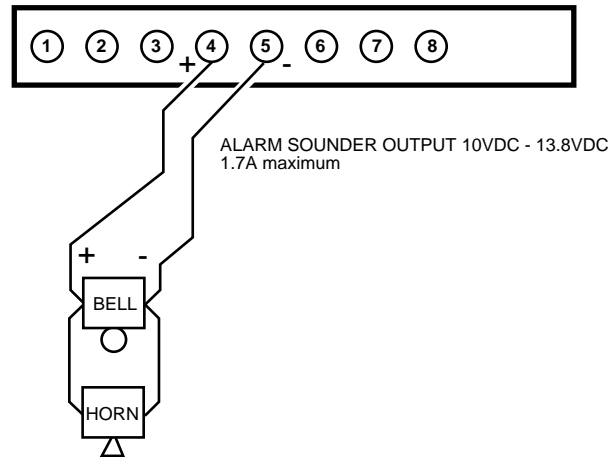 1 2 3 4 5 6 7 8
+ -
ALARM SOUNDER OUTPUT 10VDC - 13.8VDC
1.7A maximum
+ -
BELL
HORN